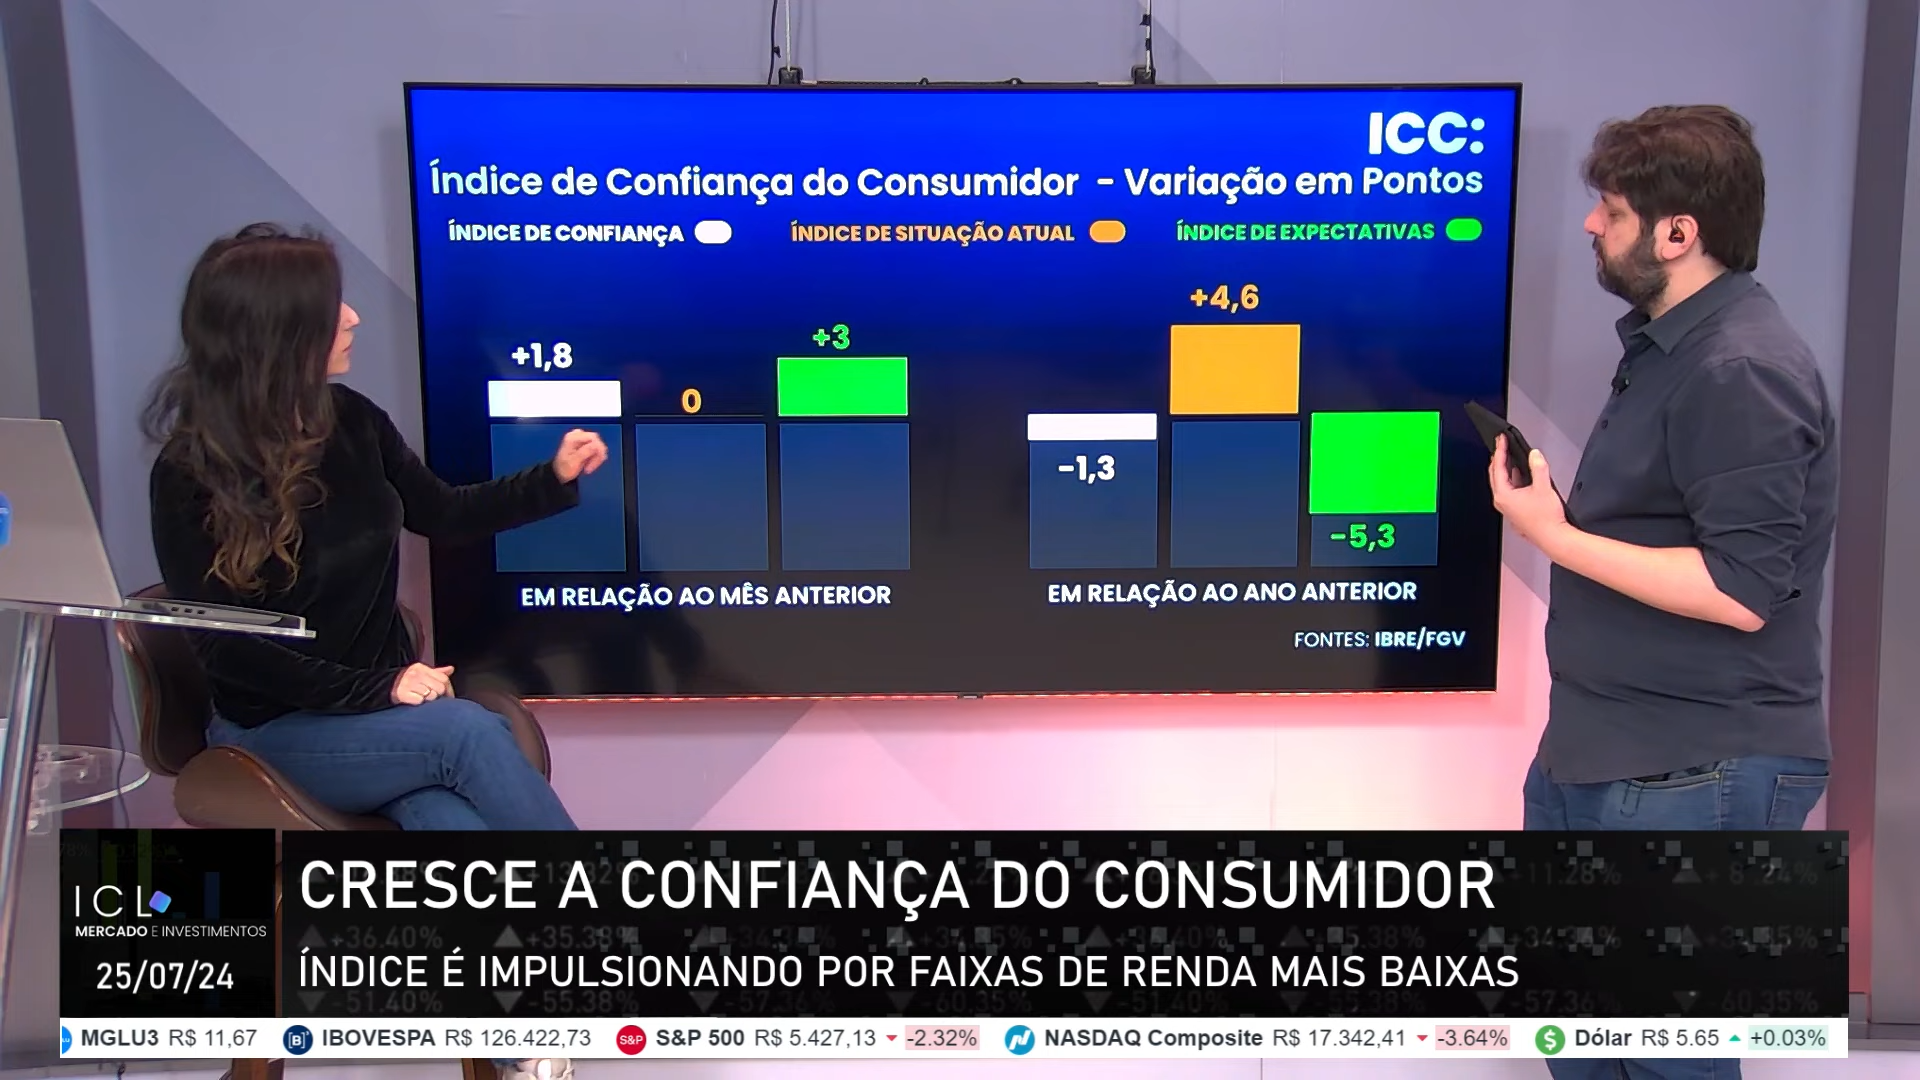 ICC:
Índice de Confiança do Consumidor - Variação em Pontos
ÍNDICE DE CONFIANÇA
ÍNDICE DE SITUAÇÃO ATUAL
ÍNDICE DE EXPECTATIVAS
+1,8
0
+3
-1,3
+4,6
-5,3
EM RELAÇÃO AO MÊS ANTERIOR
EM RELAÇÃO AO ANO ANTERIOR
FONTES: IBRE/FGV
CRESCE A CONFIANÇA DO CONSUMIDOR
ICL
MERCADO E INVESTIMENTOS
25/07/24
ÍNDICE É IMPULSIONANDO POR FAIXAS DE RENDA MAIS BAIXAS
MGLU3 R$ 11,67 [B] IBOVESPA R$ 126.422,73 S&P S&P 500 R$ 5.427,13 -2.32% NASDAQ Composite R$ 17.342,41 -3.64% $ Dólar R$ 5.65 +0.03%